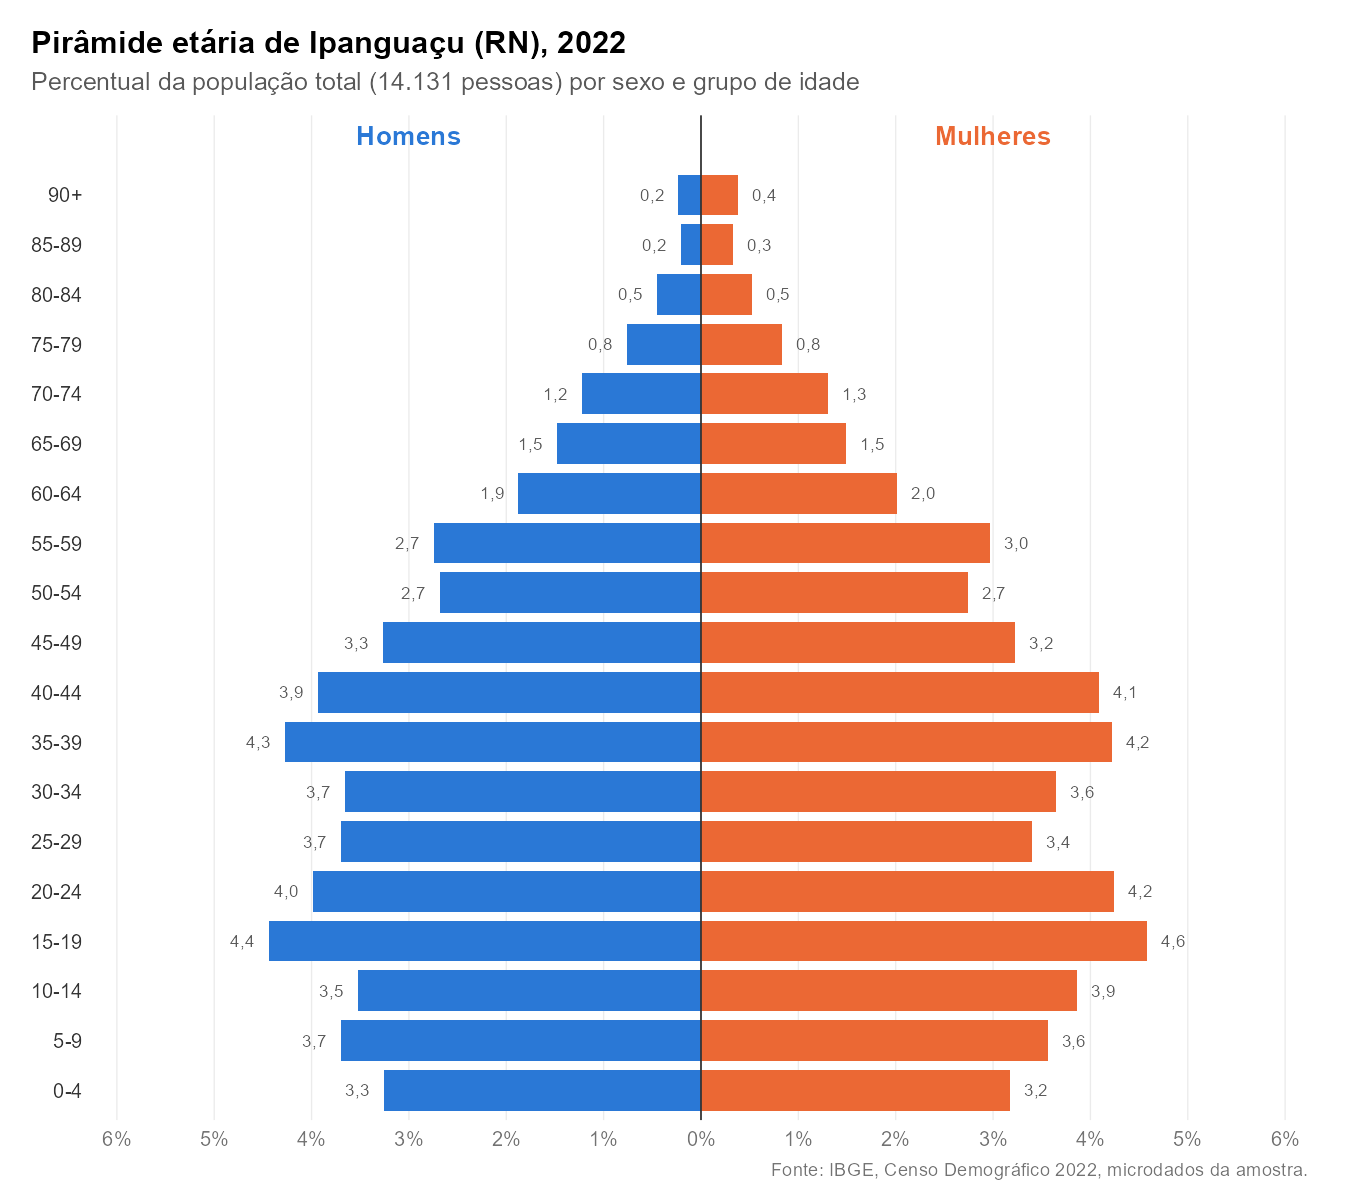 Pirâmide etária de Ipanguaçu (RN), 2022
Percentual da população total (14.131 pessoas) por sexo e grupo de idade
Homens Mulheres
90+ 0,2 0,4
85-89 0,2 0,3
80-84 0,5 0,5
75-79 0,8 0,8
70-74 1,2 1,3
65-69 1,5 1,5
60-64 1,9 2,0
55-59 2,7 3,0
50-54 2,7 2,7
45-49 3,3 3,2
40-44 3,9 4,1
35-39 4,3 4,2
30-34 3,7 3,6
25-29 3,7 3,4
20-24 4,0 4,2
15-19 4,4 4,6
10-14 3,5 3,9
5-9 3,7 3,6
0-4 3,3 3,2
6% 5% 4% 3% 2% 1% 0% 1% 2% 3% 4% 5% 6%
Fonte: IBGE, Censo Demográfico 2022, microdados da amostra.